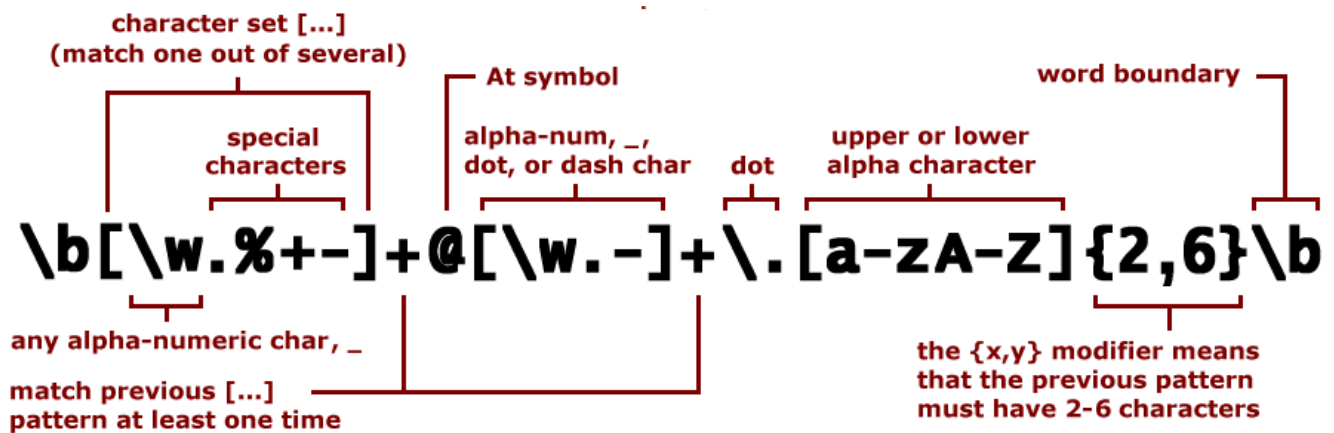 character set [...]
(match one out of several)
At symbol
word boundary
special
characters
alpha-num, _,
dot, or dash char
dot
upper or lower
alpha character
\b[\w.%+-]+@[\w.-]+\.[a-zA-Z]{2,6}\b
any alpha-numeric char, _
match previous [...]
pattern at least one time
the {x,y} modifier means
that the previous pattern
must have 2-6 characters